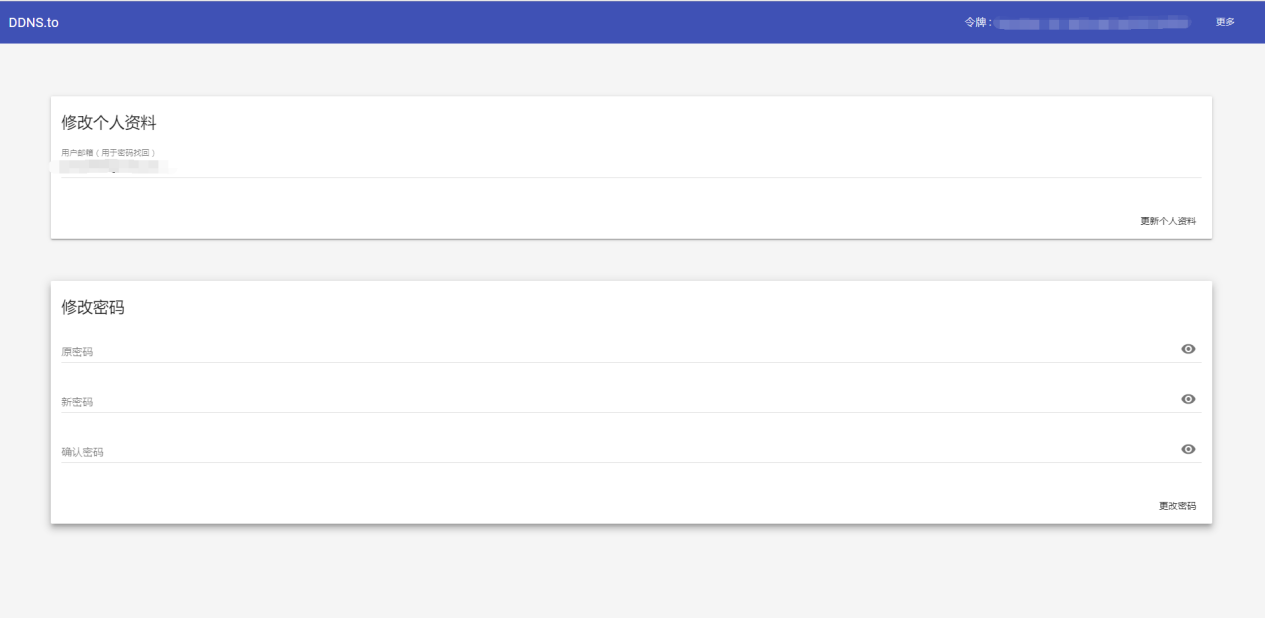 DDNS.to 令牌 : 更多
修改个人资料
用户邮箱 ( 用于密码找回 )
更新个人资料
修改密码
原密码
新密码
确认密码
更改密码